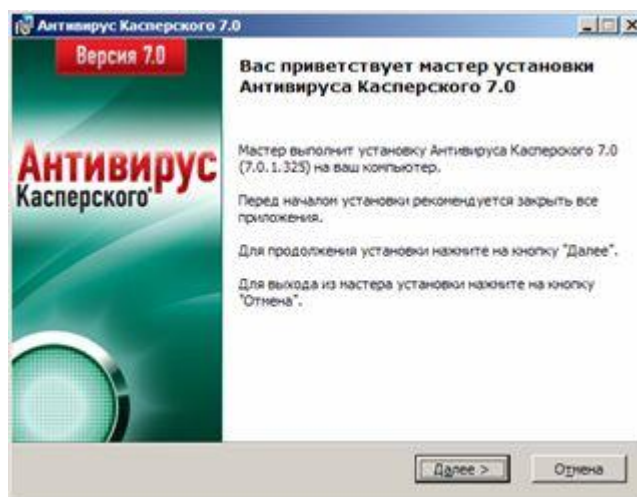 Антивирус Касперского 7.0
Версия 7.0
Антивирус
Касперского
Вас приветствует мастер установки
Антивируса Касперского 7.0
Мастер выполнит установку Антивируса Касперского 7.0
(7.0.1.325) на ваш компьютер.
Перед началом установки рекомендуется закрыть все
приложения.
Для продолжения установки нажмите на кнопку "Далее".
Для выхода из мастера установки нажмите на кнопку
"Отмена".
Далее >
Отмена